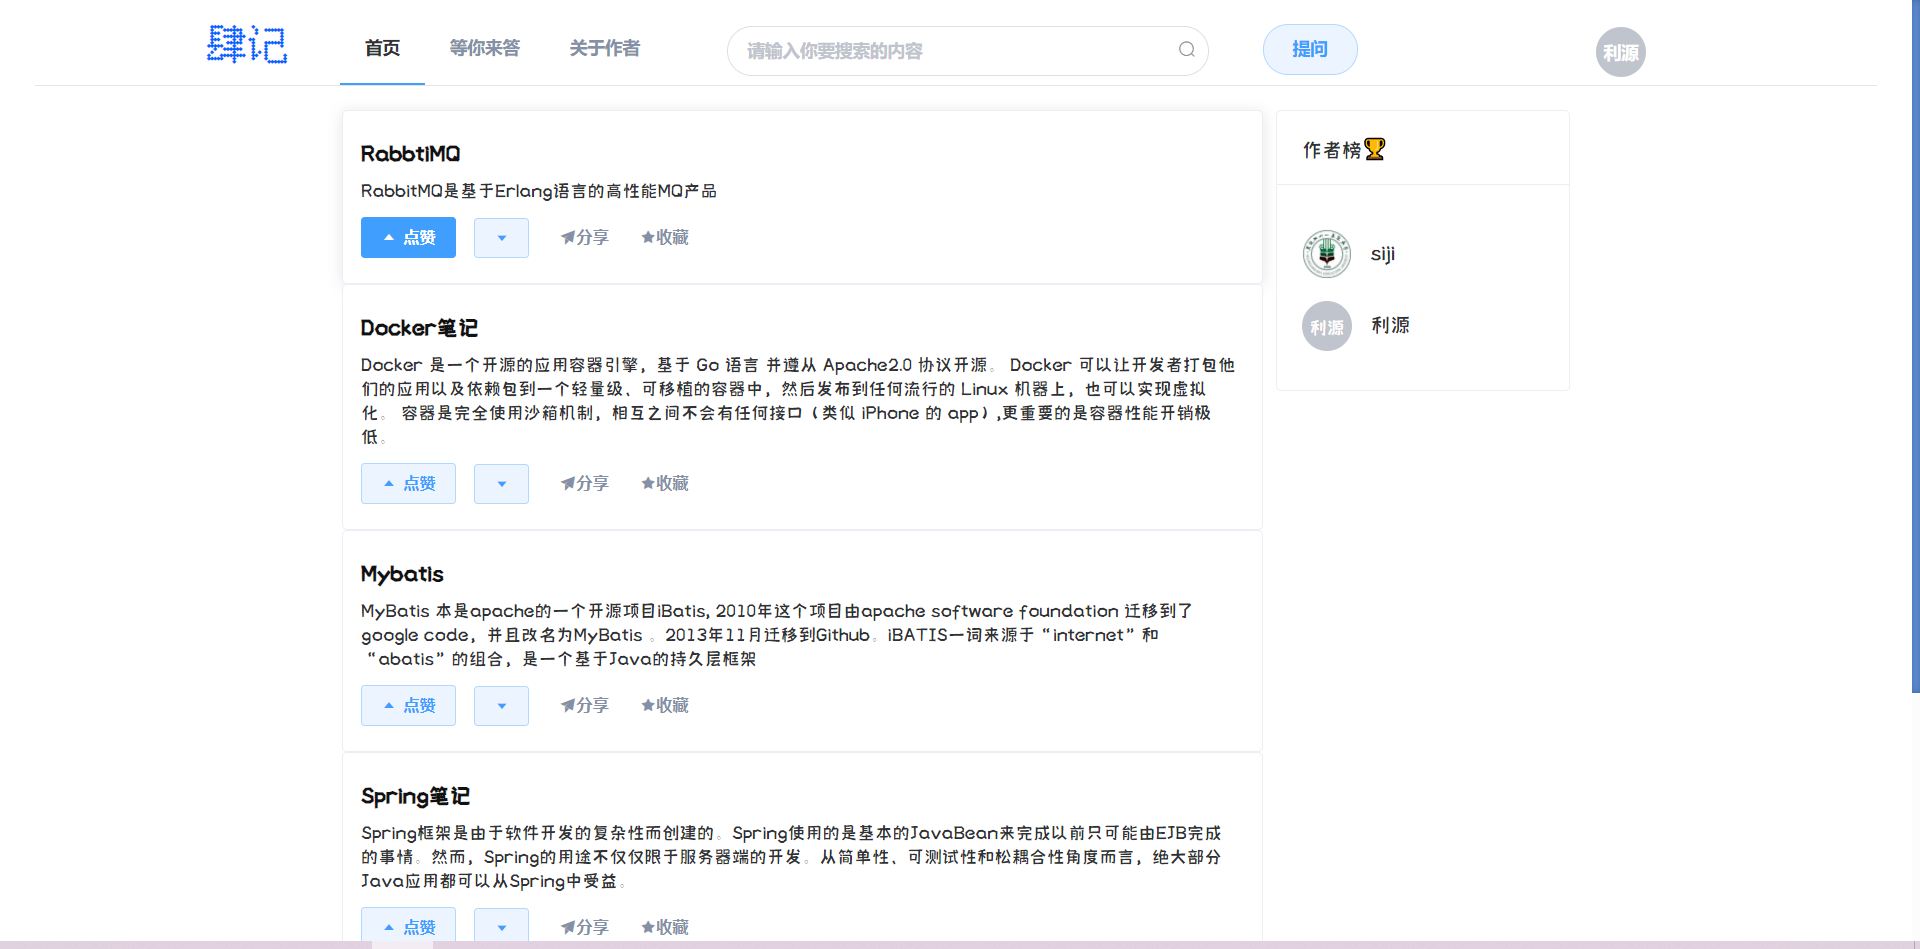 肆记
首页
等你来答
关于作者
请输入你要搜索的内容
提问
利源
RabbtiMQ
RabbitMQ是基于Erlang语言的高性能MQ产品
点赞
分享
收藏
Docker笔记
Docker 是一个开源的应用容器引擎，基于 Go 语言 并遵从 Apache2.0 协议开源。 Docker 可以让开发者打包他
们的应用以及依赖包到一个轻量级、可移植的容器中，然后发布到任何流行的 Linux 机器上，也可以实现虚拟
化。 容器是完全使用沙箱机制，相互之间不会有任何接口（类似 iPhone 的 app）,更重要的是容器性能开销极
低。
点赞
分享
收藏
Mybatis
MyBatis 本是apache的一个开源项目iBatis, 2010年这个项目由apache software foundation 迁移到了
google code，并且改名为MyBatis 。2013年11月迁移到Github。iBATIS一词来源于“internet”和
“abatis”的组合，是一个基于Java的持久层框架
点赞
分享
收藏
Spring笔记
Spring框架是由于软件开发的复杂性而创建的。Spring使用的是基本的JavaBean来完成以前只可能由EJB完成
的事情。然而，Spring的用途不仅仅限于服务器端的开发。从简单性、可测试性和松耦合性角度而言，绝大部分
Java应用都可以从Spring中受益。
点赞
分享
收藏
作者榜🏆
siji
利源
利源